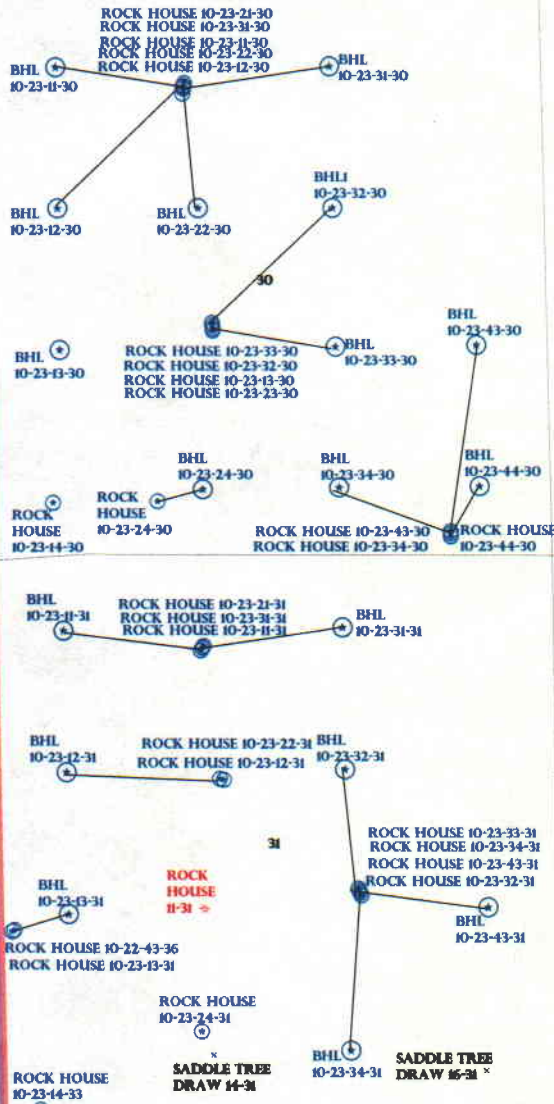 ROCK HOUSE 10-23-21-30
ROCK HOUSE 10-23-31-30
ROCK HOUSE 10-23-11-30
ROCK HOUSE 10-23-22-30
ROCK HOUSE 10-23-12-30
BHL
10-23-11-30
BHL
10-23-31-30
BHL
10-23-12-30
BHL
10-23-22-30
BHL1
10-23-32-30
30
BHL
10-23-13-30
ROCK HOUSE 10-23-33-30
ROCK HOUSE 10-23-32-30
ROCK HOUSE 10-23-13-30
ROCK HOUSE 10-23-23-30
BHL
10-23-33-30
BHL
10-23-43-30
ROCK
HOUSE
10-23-14-30
ROCK
HOUSE
10-23-24-30
BHL
10-23-24-30
BHL
10-23-34-30
BHL
10-23-44-30
ROCK HOUSE 10-23-43-30
ROCK HOUSE 10-23-34-30
ROCK HOUSE
10-23-44-30
BHL
10-23-11-31
ROCK HOUSE 10-23-21-31
ROCK HOUSE 10-23-31-31
ROCK HOUSE 10-23-11-31
BHL
10-23-31-31
BHL
10-23-12-31
ROCK HOUSE 10-23-22-31
ROCK HOUSE 10-23-12-31
BHL
10-23-32-31
31
ROCK HOUSE 10-23-33-31
ROCK HOUSE 10-23-34-31
ROCK HOUSE 10-23-43-31
ROCK HOUSE 10-23-32-31
ROCK
HOUSE
11-31
BHL
10-23-13-31
BHL
10-23-43-31
ROCK HOUSE 10-22-43-36
ROCK HOUSE 10-23-13-31
ROCK HOUSE
10-23-24-31
BHL
10-23-34-31
SADDLE TREE
DRAW 14-31
SADDLE TREE
DRAW 16-31
ROCK HOUSE
10-23-14-33